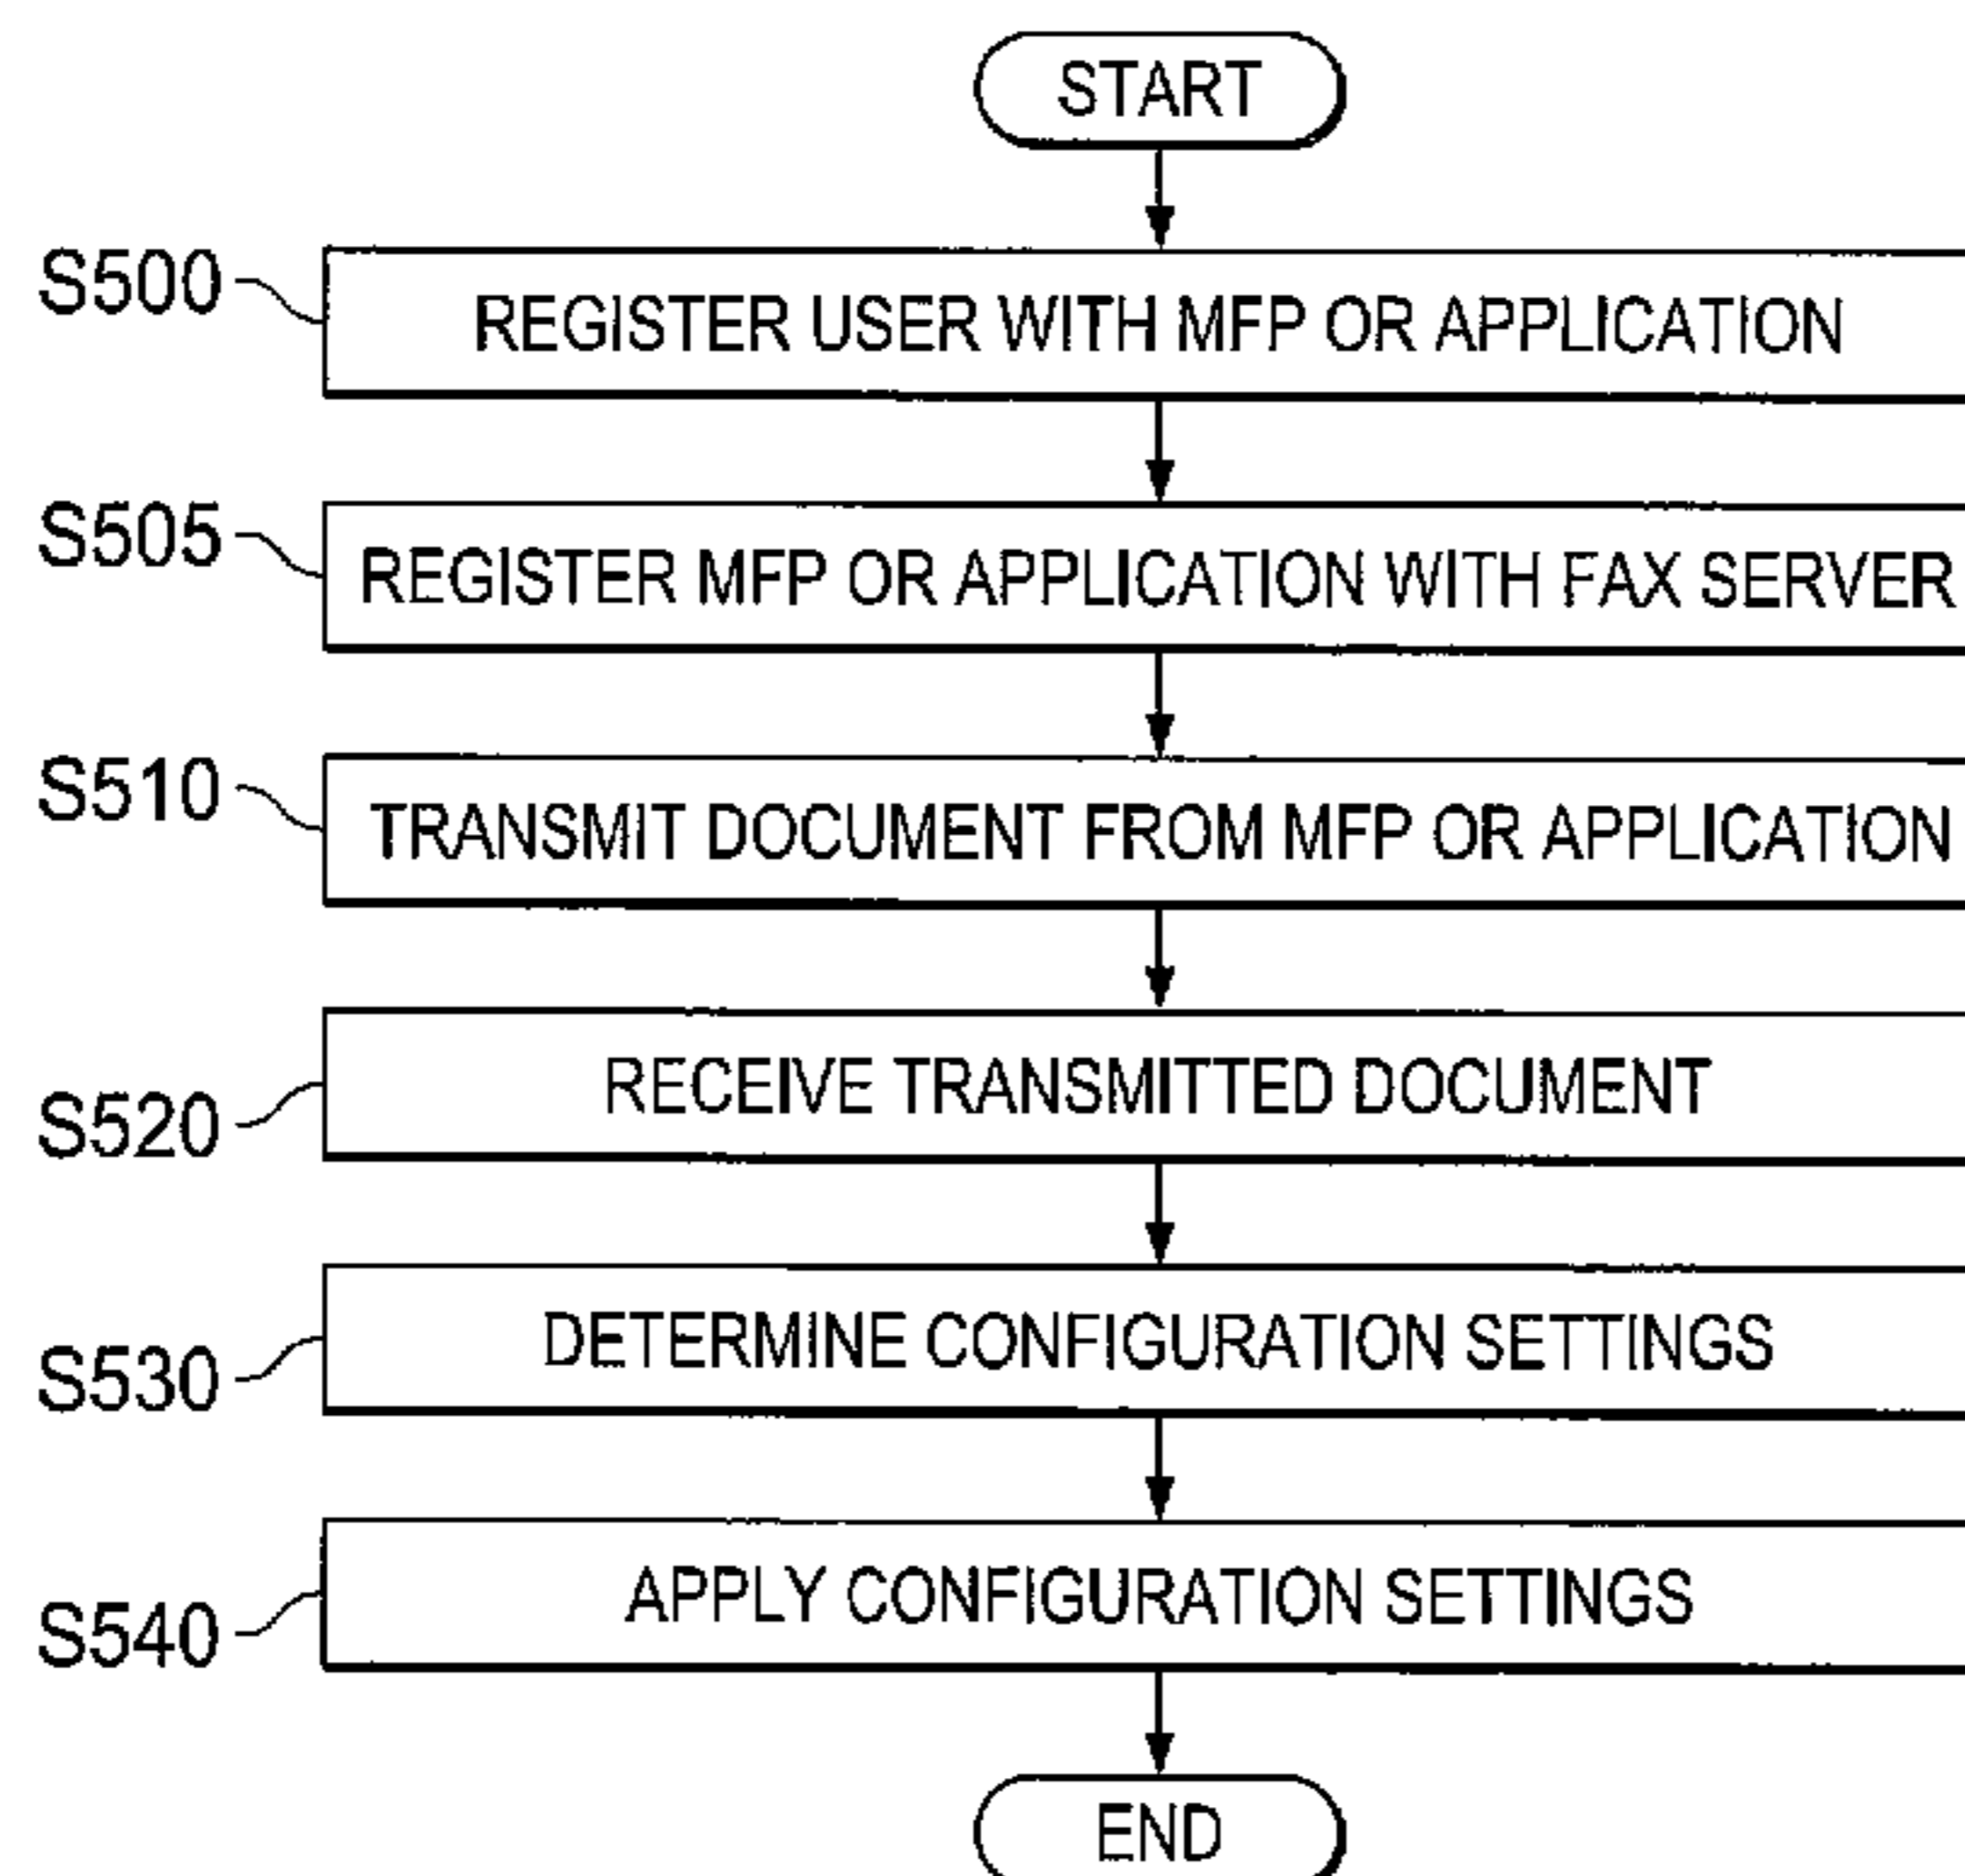 START
S500
REGISTER USER WITH MFP OR APPLICATION
S505
REGISTER MFP OR APPLICATION WITH FAX SERVER
S510
TRANSMIT DOCUMENT FROM MFP OR APPLICATION
S520
RECEIVE TRANSMITTED DOCUMENT
S530
DETERMINE CONFIGURATION SETTINGS
S540
APPLY CONFIGURATION SETTINGS
END